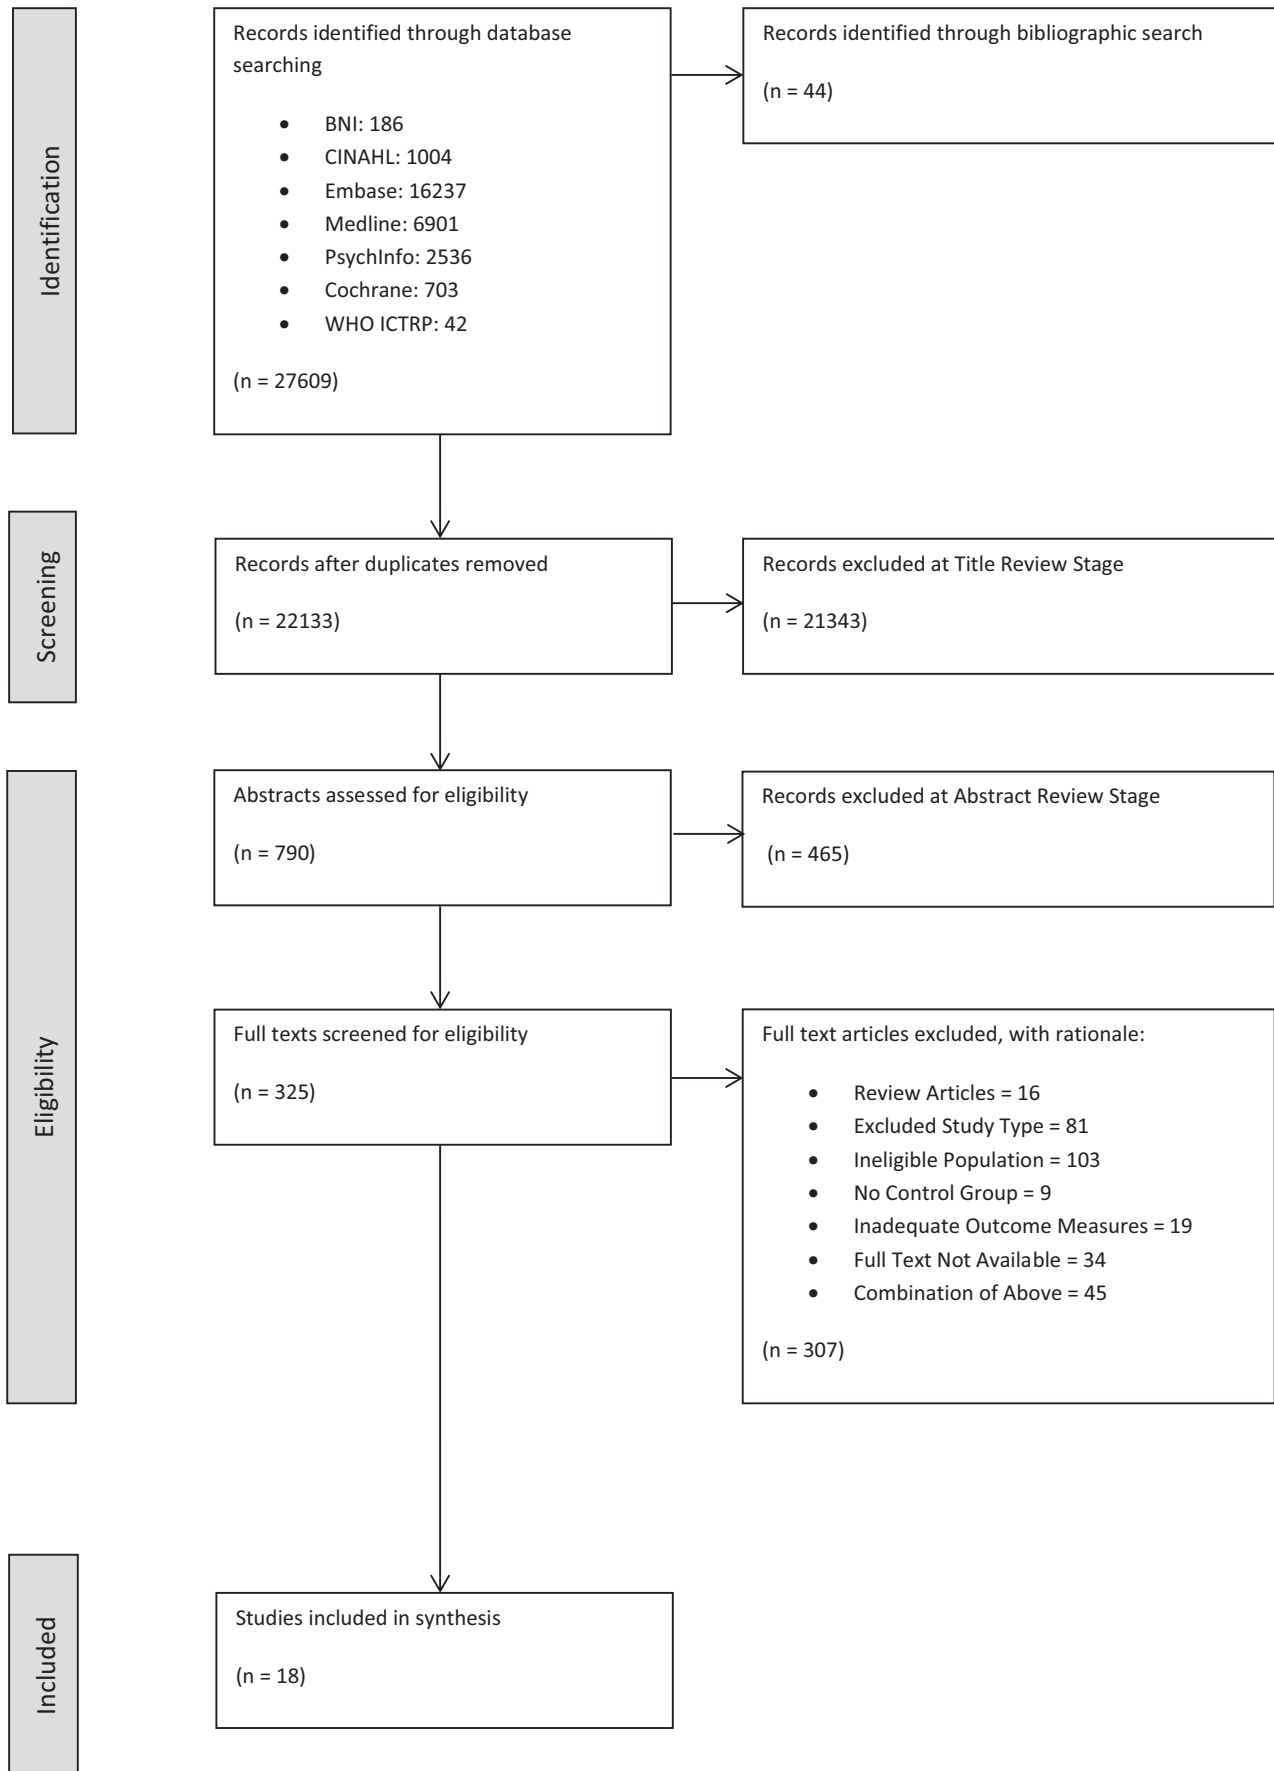 Identification
Records identified through database
searching
• BNI: 186
• CINAHL: 1004
• Embase: 16237
• Medline: 6901
• PsychInfo: 2536
• Cochrane: 703
• WHO ICTRP: 42
(n = 27609)
Records identified through bibliographic search
(n = 44)
Screening
Records after duplicates removed
(n = 22133)
Records excluded at Title Review Stage
(n = 21343)
Eligibility
Abstracts assessed for eligibility
(n = 790)
Records excluded at Abstract Review Stage
(n = 465)
Full texts screened for eligibility
(n = 325)
Full text articles excluded, with rationale:
• Review Articles = 16
• Excluded Study Type = 81
• Ineligible Population = 103
• No Control Group = 9
• Inadequate Outcome Measures = 19
• Full Text Not Available = 34
• Combination of Above = 45
(n = 307)
Included
Studies included in synthesis
(n = 18)